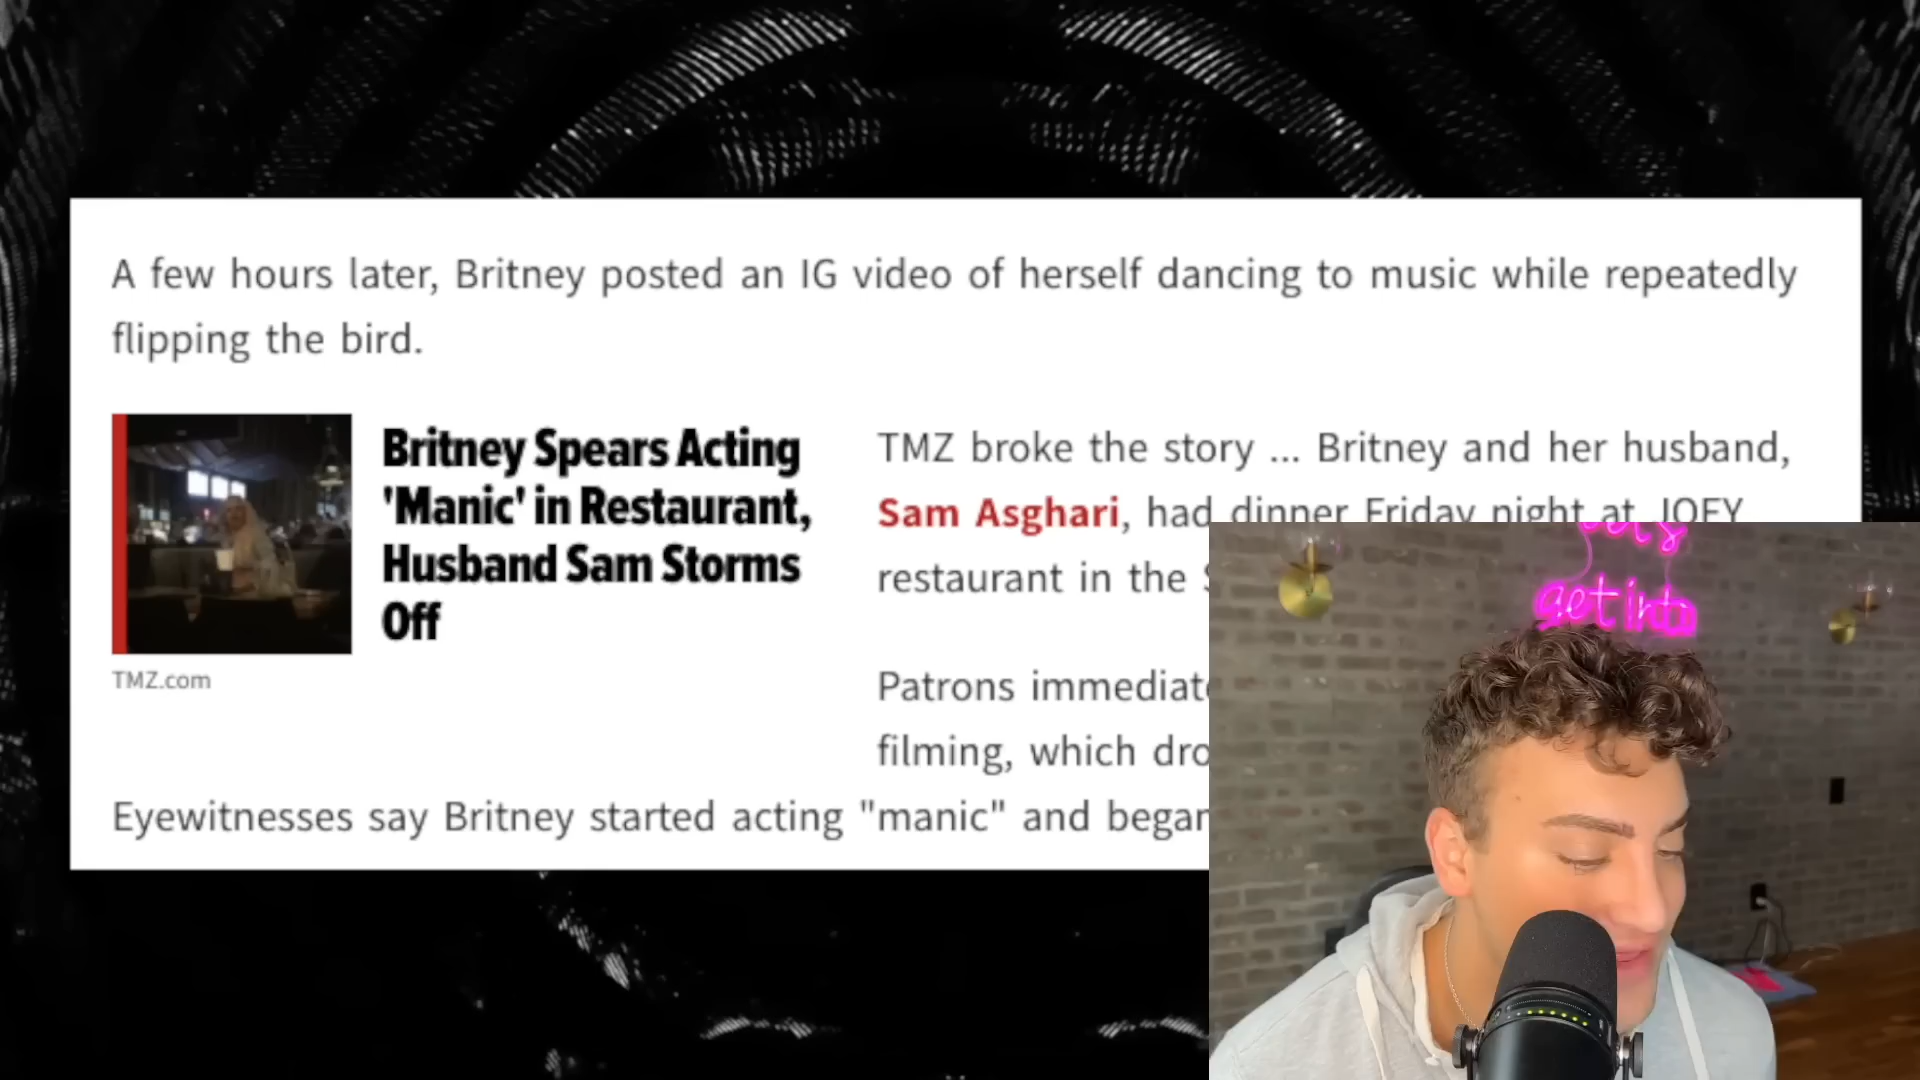 A few hours later, Britney posted an IG video of herself dancing to music while repeatedly
flipping the bird.
Britney Spears Acting
'Manic' in Restaurant,
Husband Sam Storms
Off
TMZ.com
TMZ broke the story ... Britney and her husband,
Sam Asghari, had dinner Friday night at JOEY
restaurant in the
Patrons
filming, which
Eyewitnesses say Britney started acting "manic" and
get into